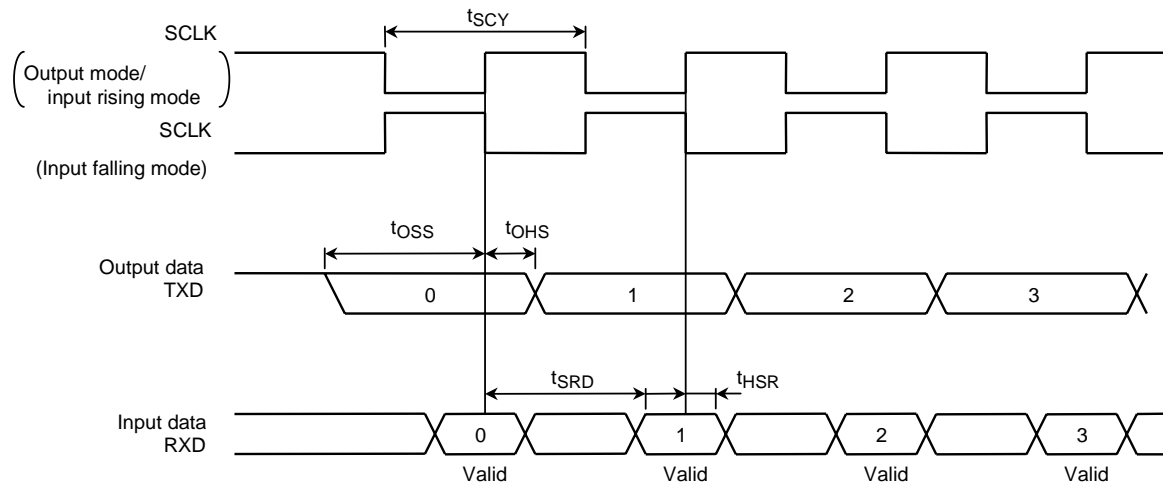 tSCY
SCLK
Output mode/
input rising mode
SCLK
(Input falling mode)
tOSS
tOHS
Output data
TXD
0
1
2
3
tSRD
tHSR
Input data
RXD
0
1
2
3
Valid
Valid
Valid
Valid